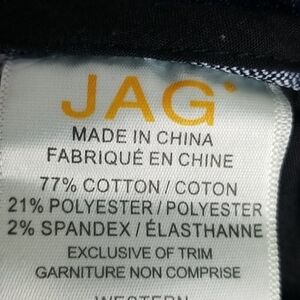 JAG
MADE IN CHINA
FABRIQUÉ EN CHINE
77% COTTON / COTON
21% POLYESTER / POLYESTER
2% SPANDEX / ÉLASTHANNE
EXCLUSIVE OF TRIM
GARNITURE NON COMPRISE
WESTERN